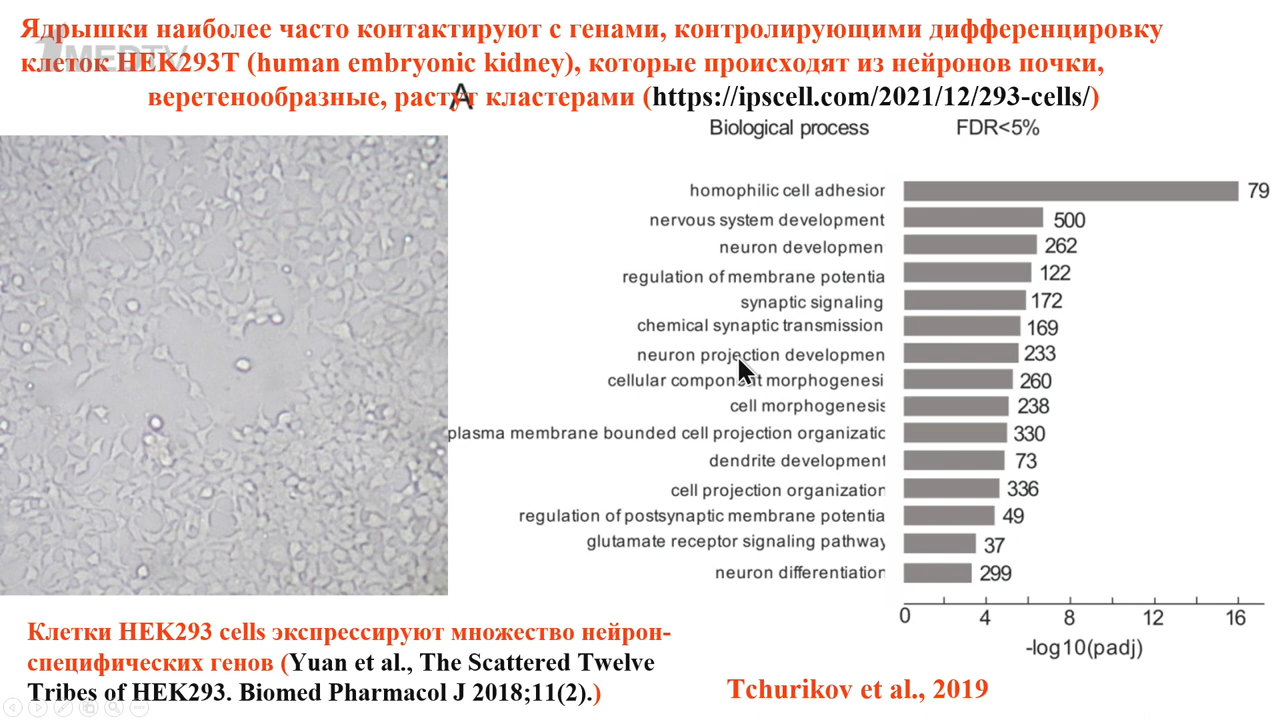 Ядрышки наиболее часто контактируют с генами, контролирующими дифференцировку
клеток HEK293T (human embryonic kidney), которые происходят из нейронов почки,
веретенообразные, растут кластерами (https://ipscell.com/2021/12/293-cells/)
1MEDTV
A
Biological process FDR<5%
homophilic cell adhesior 79
nervous system development 500
neuron developmen 262
regulation of membrane potentia 122
synaptic signaling 172
chemical synaptic transmission 169
neuron projection developmen 233
cellular component morphogenesi 260
cell morphogenesis 238
plasma membrane bounded cell projection organizatic 330
dendrite development 73
cell projection organization 336
regulation of postsynaptic membrane potentia 49
glutamate receptor signaling pathway 37
neuron differentiation 299
0 4 8 12 16
-log10(padj)
Клетки HEK293 cells экспрессируют множество нейрон-
специфических генов (Yuan et al., The Scattered Twelve
Tribes of HEK293. Biomed Pharmacol J 2018;11(2).)
Tchurikov et al., 2019